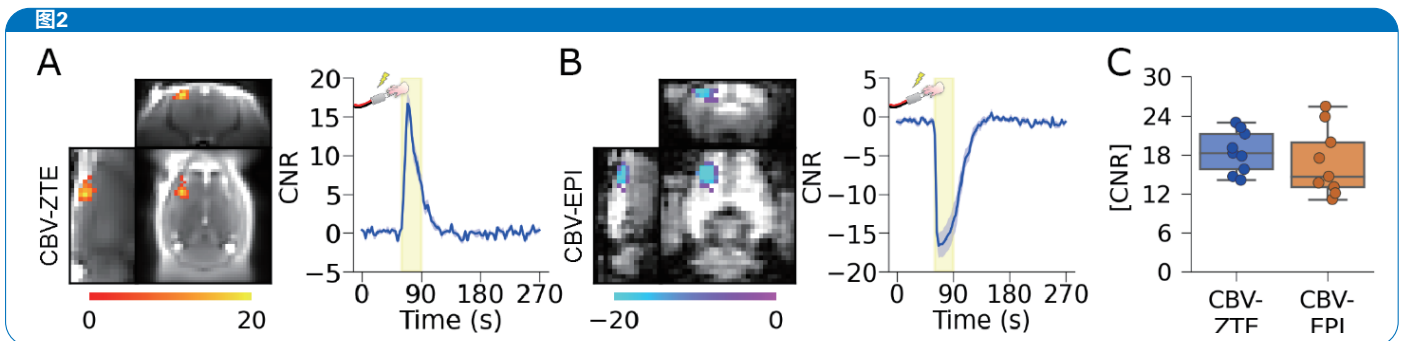 图2
A
CBV-ZTE
0 20
CNR
20
15
10
5
0
−5
0 90 180 270
Time (s)
B
CBV-EPI
−20 0
CNR
5
0
−5
−10
−15
−20
0 90 180 270
Time (s)
C
[CNR]
30
24
18
12
6
0
CBV-
ZTE
CBV-
EPI